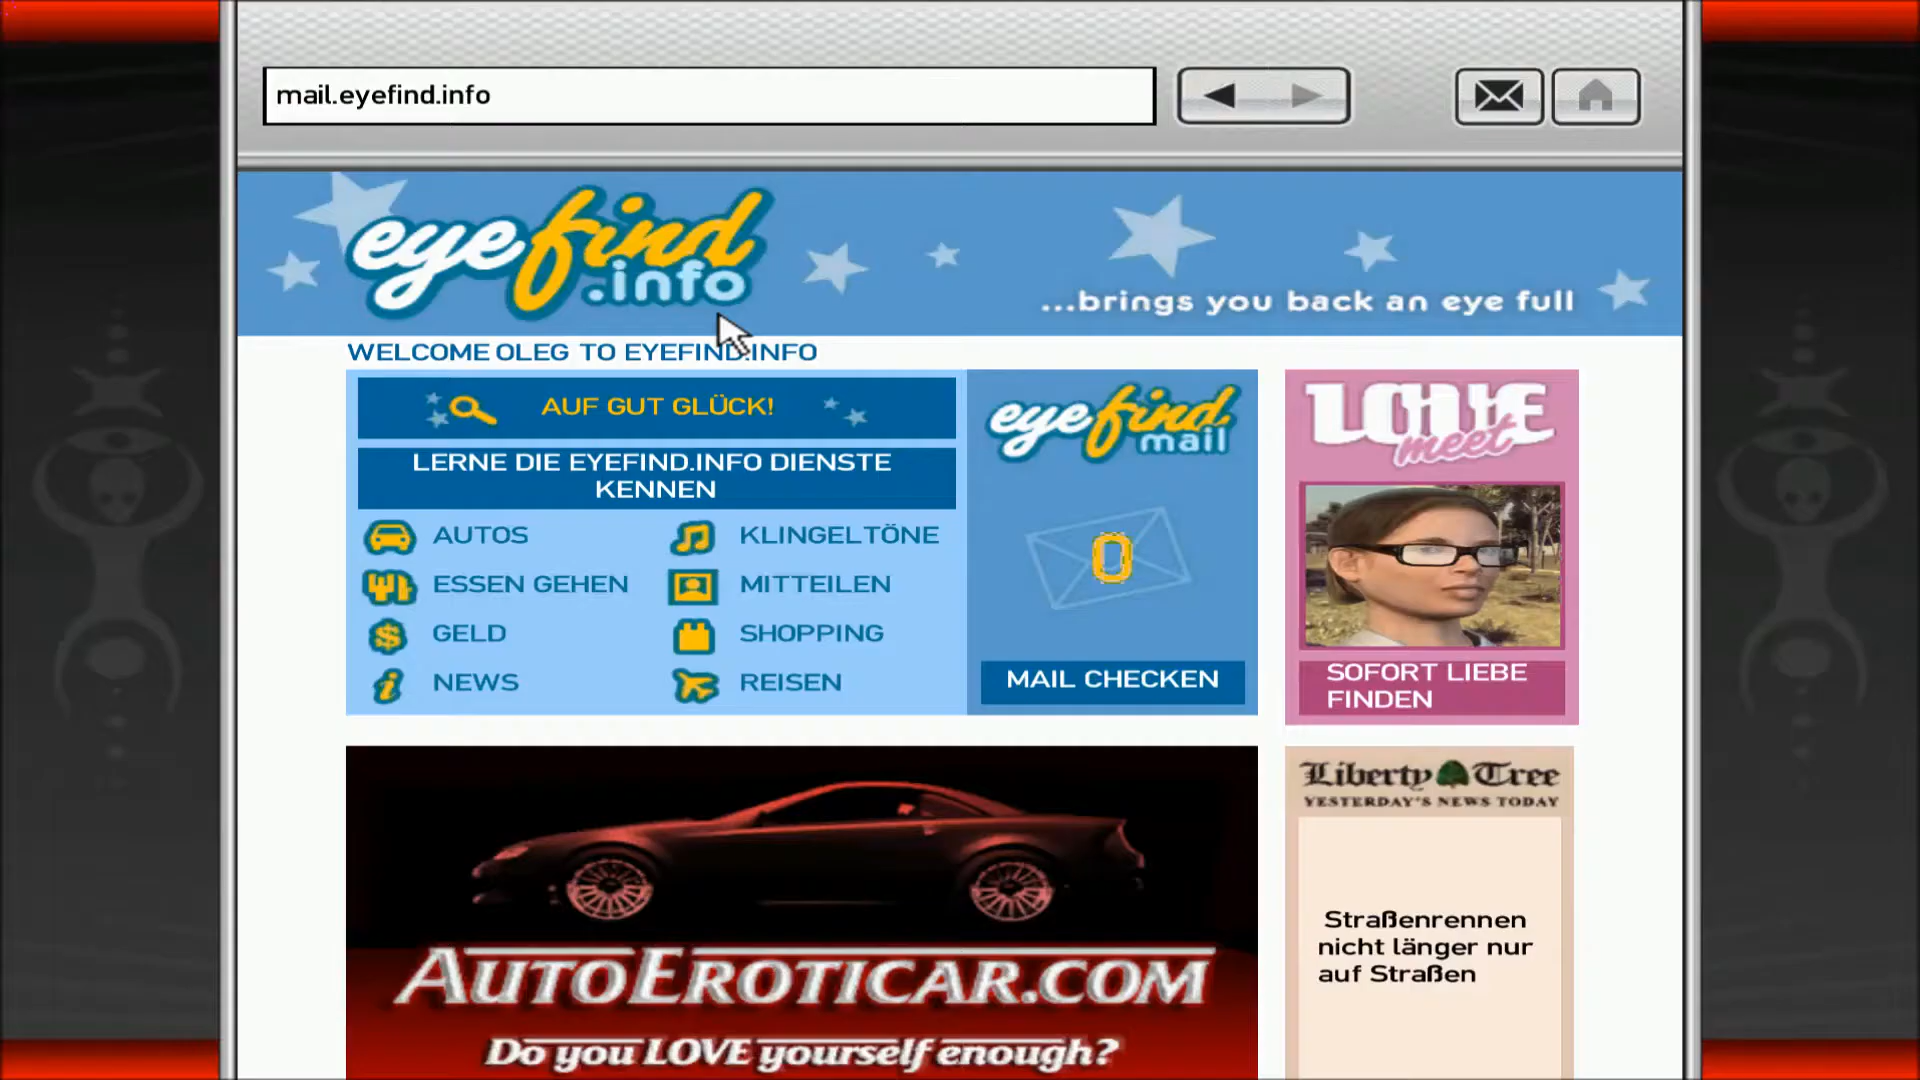 mail.eyefind.info
eyefind
.info
...brings you back an eye full
WELCOME OLEG TO EYEFIND.INFO
AUF GUT GLÜCK!
LERNE DIE EYEFIND.INFO DIENSTE
KENNEN
AUTOS
KLINGELTÖNE
ESSEN GEHEN
MITTEILEN
GELD
SHOPPING
NEWS
REISEN
eyefind
mail
0
MAIL CHECKEN
LOVE
meet
SOFORT LIEBE
FINDEN
AUTOEROTICAR.COM
Do you LOVE yourself enough?
Liberty Tree
YESTERDAY'S NEWS TODAY
Straßenrennen
nicht länger nur
auf Straßen